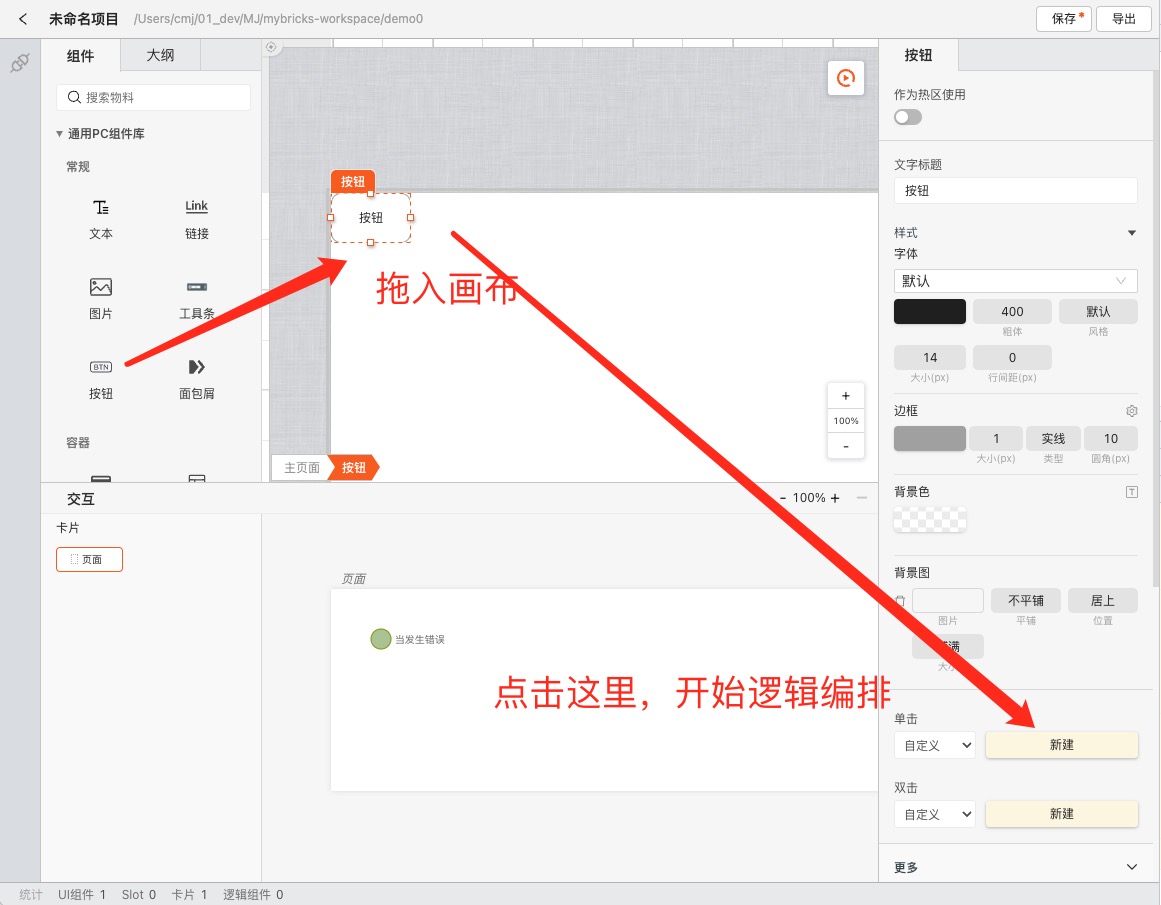 未命名项目 /Users/cmj/01_dev/MJ/mybricks-workspace/demo0 保存* 导出
组件 大纲
搜索物料
通用PC组件库
常规
文本 Link 链接
图片 工具条
BTN 按钮 面包屑
容器
按钮
按钮
拖入画布
+
100%
-
主页面 按钮
交互 - 100% +
卡片
页面
页面
当发生错误
点击这里，开始逻辑编排
按钮
作为热区使用
文字标题
按钮
样式
字体
默认
400 默认
粗体 风格
14 0
大小(px) 行间距(px)
边框
1 实线 10
大小(px) 类型 圆角(px)
背景色 T
背景图
不平铺 居上
图片 平铺 位置
单击
自定义 新建
双击
自定义 新建
更多
统计 UI组件 1 Slot 0 卡片 1 逻辑组件 0